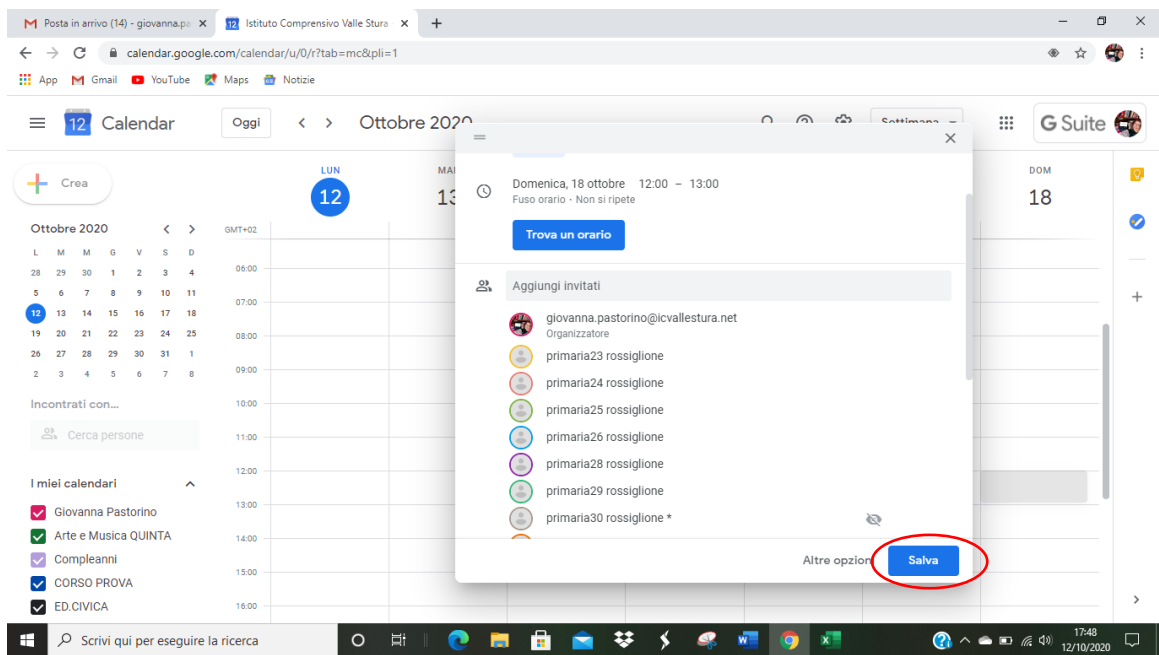 Posta in arrivo (14) - giovanna.pa
12 Istituto Comprensivo Valle Stura
calendar.google.com/calendar/u/0/r?tab=mc&pli=1
App Gmail YouTube Maps Notizie
12 Calendar Oggi Ottobre 2020 Settimana G Suite
Crea
LUN
12
MAR
13
DOM
18
GMT+02
Ottobre 2020
L M M G V S D
28 29 30 1 2 3 4
5 6 7 8 9 10 11
12 13 14 15 16 17 18
19 20 21 22 23 24 25
26 27 28 29 30 31 1
2 3 4 5 6 7 8
Incontrati con...
Cerca persone
I miei calendari
Giovanna Pastorino
Arte e Musica QUINTA
Compleanni
CORSO PROVA
ED.CIVICA
06:00
07:00
08:00
09:00
10:00
11:00
12:00
13:00
14:00
15:00
16:00
Domenica, 18 ottobre 12:00 – 13:00
Fuso orario · Non si ripete
Trova un orario
Aggiungi invitati
giovanna.pastorino@icvallestura.net
Organizzatore
primaria23 rossiglione
primaria24 rossiglione
primaria25 rossiglione
primaria26 rossiglione
primaria28 rossiglione
primaria29 rossiglione
primaria30 rossiglione *
Altre opzioni Salva
Scrivi qui per eseguire la ricerca
17:48
12/10/2020